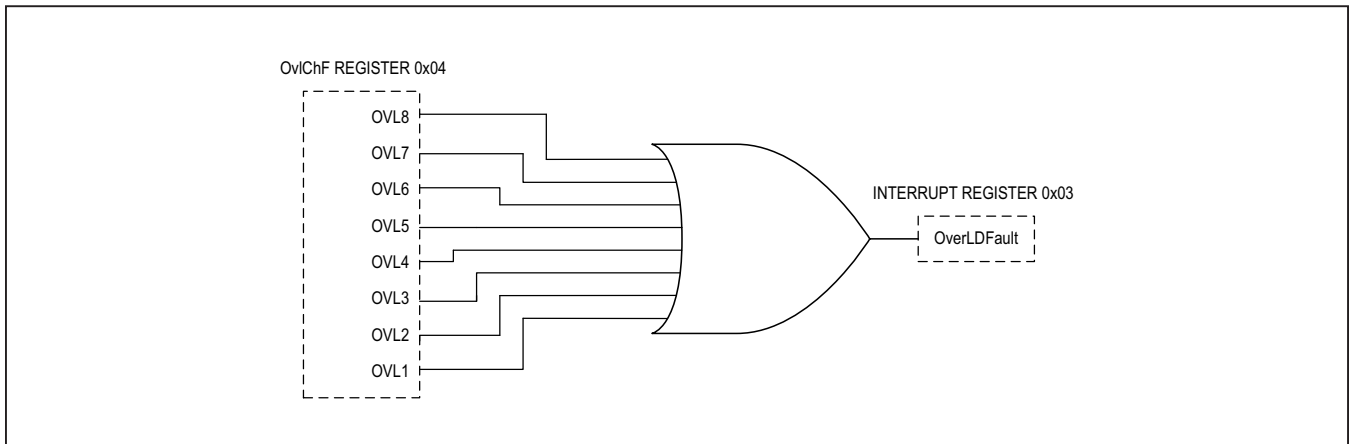 OvlChF REGISTER 0x04
OVL8
OVL7
OVL6
OVL5
OVL4
OVL3
OVL2
OVL1
INTERRUPT REGISTER 0x03
OverLDFault